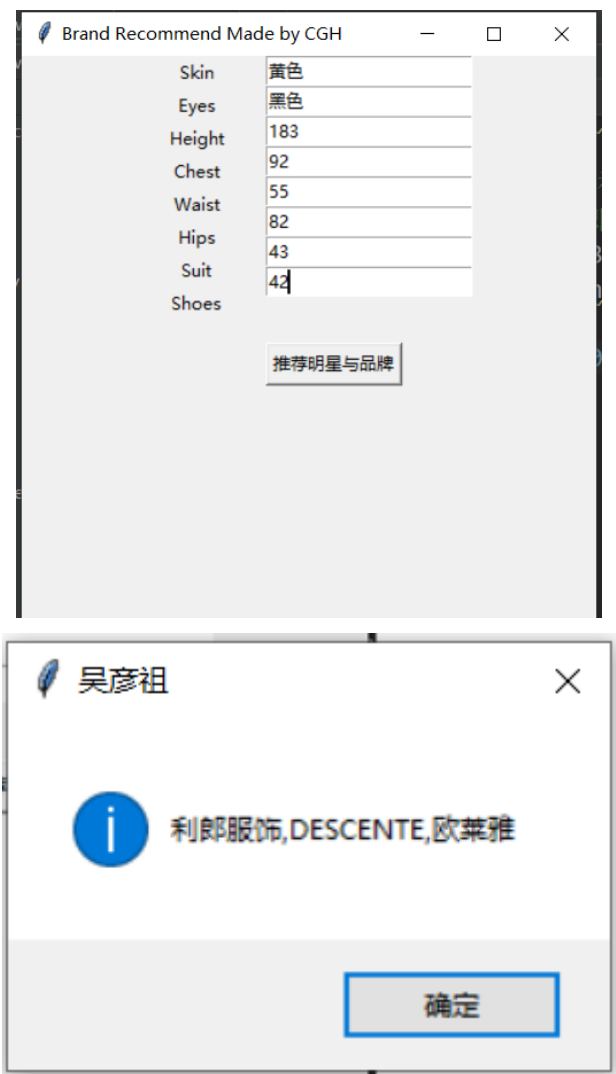 Brand Recommend Made by CGH
Skin 黄色
Eyes 黑色
Height 183
Chest 92
Waist 55
Hips 82
Suit 43
Shoes 42
推荐明星与品牌
吴彦祖
利郎服饰,DESCENTE,欧莱雅
确定